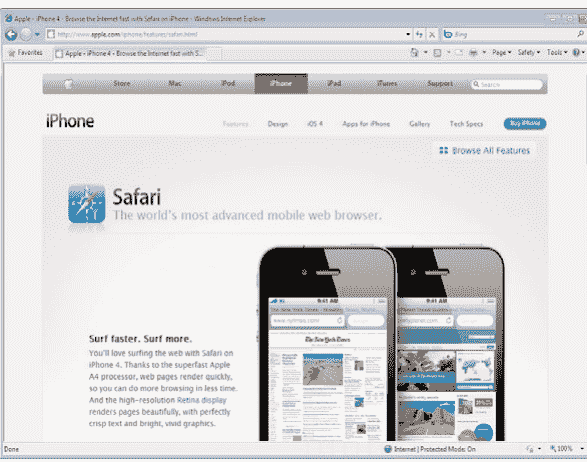 Apple - iPhone 4 - Browse the Internet fast with Safari on iPhone - Windows Internet Explorer
http://www.apple.com/iphone/features/safari.html
Bing
Favorites
Apple - iPhone 4 - Browse the Internet fast with S...
Page
Safety
Tools
Store
Mac
iPod
iPhone
iPad
iTunes
Support
Search
iPhone
Features
Design
iOS 4
Apps for iPhone
Gallery
Tech Specs
Buy iPhone
Browse All Features
Safari
The world's most advanced mobile web browser.
9:41 AM
9:41 AM
The New York Times
Surf faster. Surf more.
You'll love surfing the web with Safari on
iPhone 4. Thanks to the superfast Apple
A4 processor, web pages render quickly,
so you can do more browsing in less time.
And the high-resolution Retina display
renders pages beautifully, with perfectly
crisp text and bright, vivid graphics.
Done
Internet | Protected Mode: On
100%